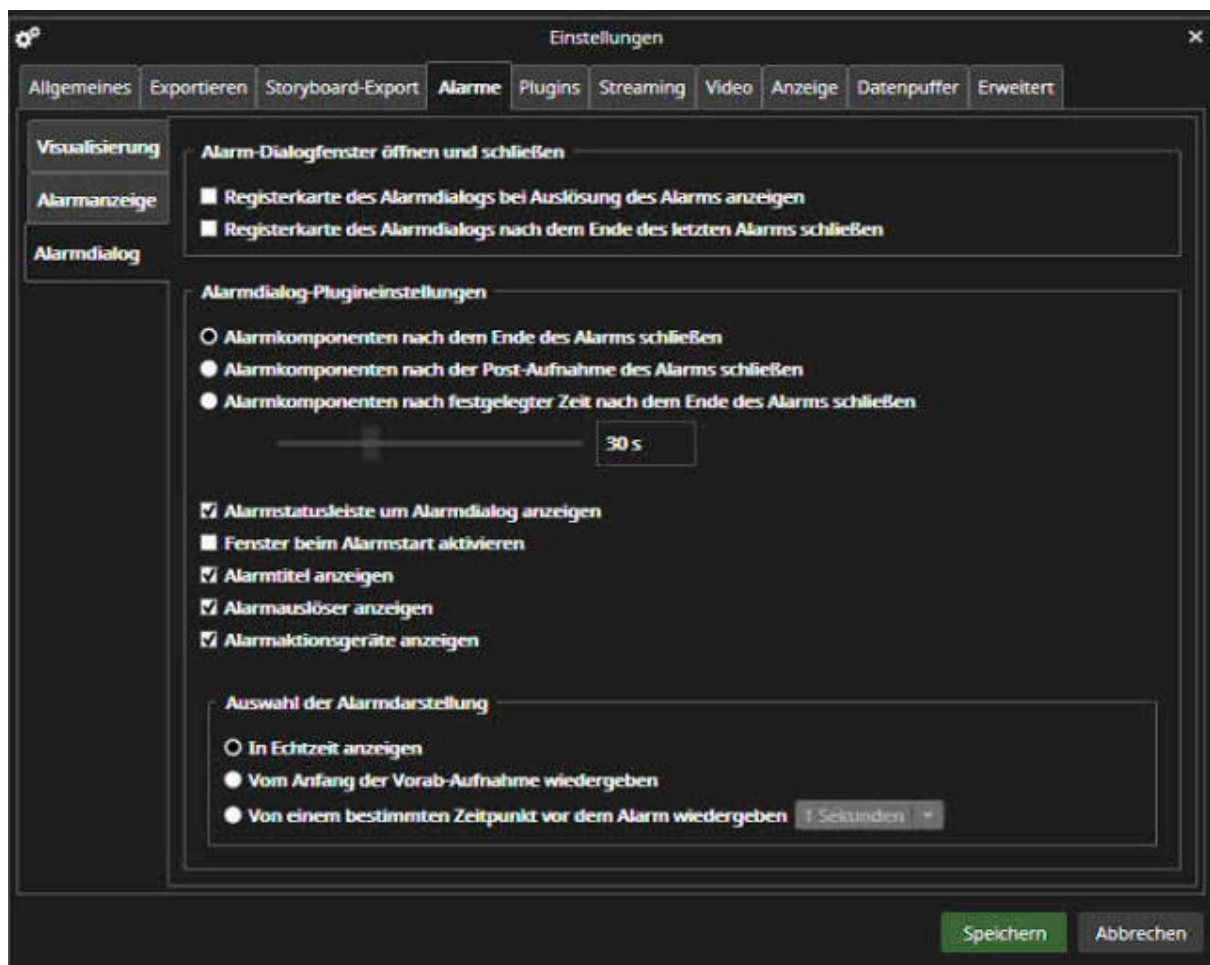 Einstellungen
Allgemeines Exportieren Storyboard-Export Alarme Plugins Streaming Video Anzeige Datenpuffer Erweitert
Visualisierung
Alarmanzeige
Alarmdialog
Alarm-Dialogfenster öffnen und schließen
Registerkarte des Alarmdialogs bei Auslösung des Alarms anzeigen
Registerkarte des Alarmdialogs nach dem Ende des letzten Alarms schließen
Alarmdialog-Plugineinstellungen
Alarmkomponenten nach dem Ende des Alarms schließen
Alarmkomponenten nach der Post-Aufnahme des Alarms schließen
Alarmkomponenten nach festgelegter Zeit nach dem Ende des Alarms schließen
30 s
Alarmstatusleiste um Alarmdialog anzeigen
Fenster beim Alarmstart aktivieren
Alarmtitel anzeigen
Alarmauslöser anzeigen
Alarmaktionsgeräte anzeigen
Auswahl der Alarmdarstellung
In Echtzeit anzeigen
Vom Anfang der Vorab-Aufnahme wiedergeben
Von einem bestimmten Zeitpunkt vor dem Alarm wiedergeben 1 Sekunden
Speichern Abbrechen